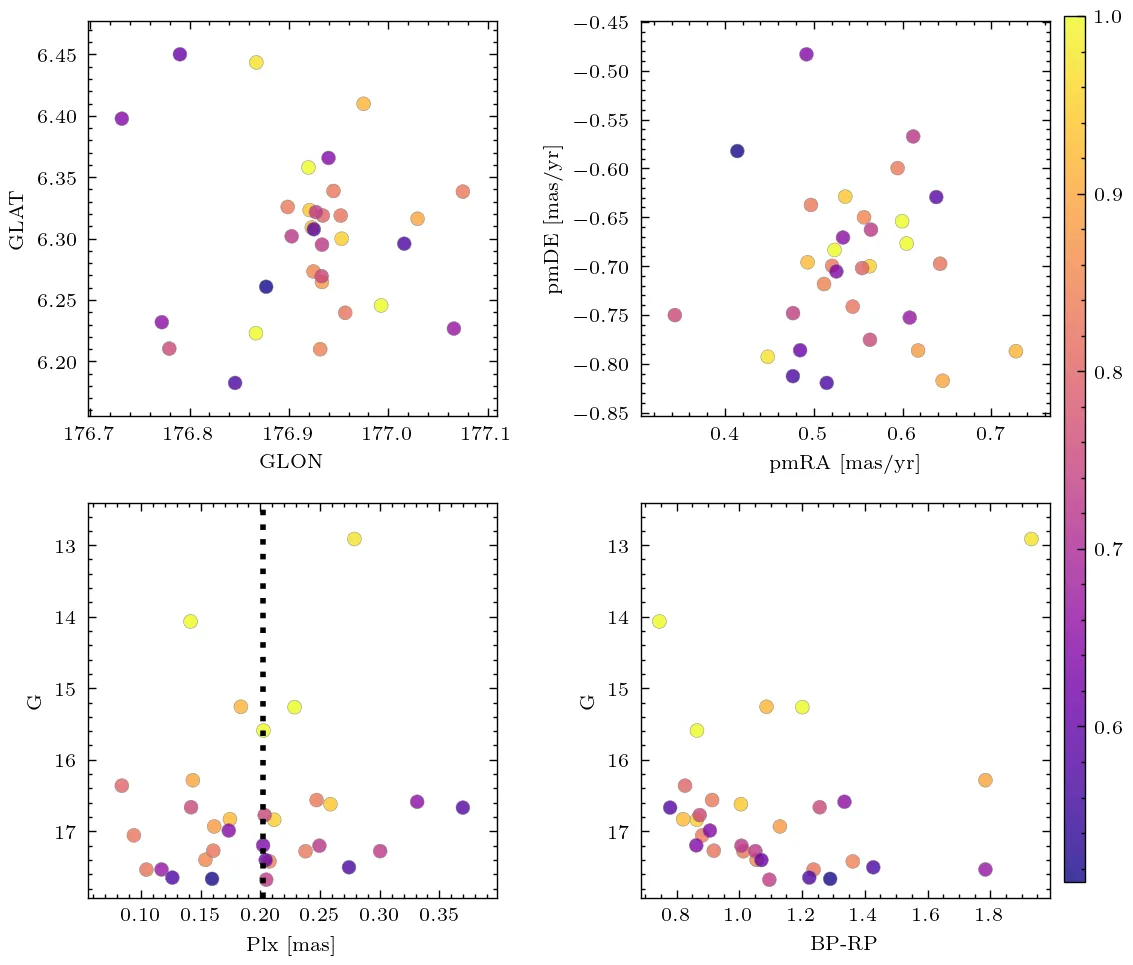 6.45
6.40
6.35
6.30
6.25
6.20
GLAT
176.7 176.8 176.9 177.0 177.1
GLON
−0.45
−0.50
−0.55
−0.60
−0.65
−0.70
−0.75
−0.80
−0.85
pmDE [mas/yr]
0.4 0.5 0.6 0.7
pmRA [mas/yr]
1.0
0.9
0.8
0.7
0.6
13
14
15
16
17
G
0.10 0.15 0.20 0.25 0.30 0.35
Plx [mas]
13
14
15
16
17
G
0.8 1.0 1.2 1.4 1.6 1.8
BP-RP